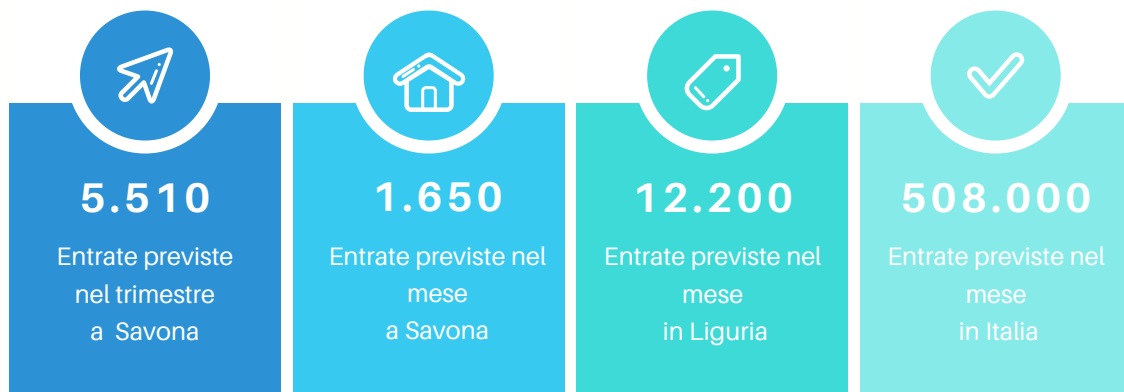 5.510
Entrate previste
nel trimestre
a Savona
1.650
Entrate previste nel
mese
a Savona
12.200
Entrate previste nel
mese
in Liguria
508.000
Entrate previste nel
mese
in Italia